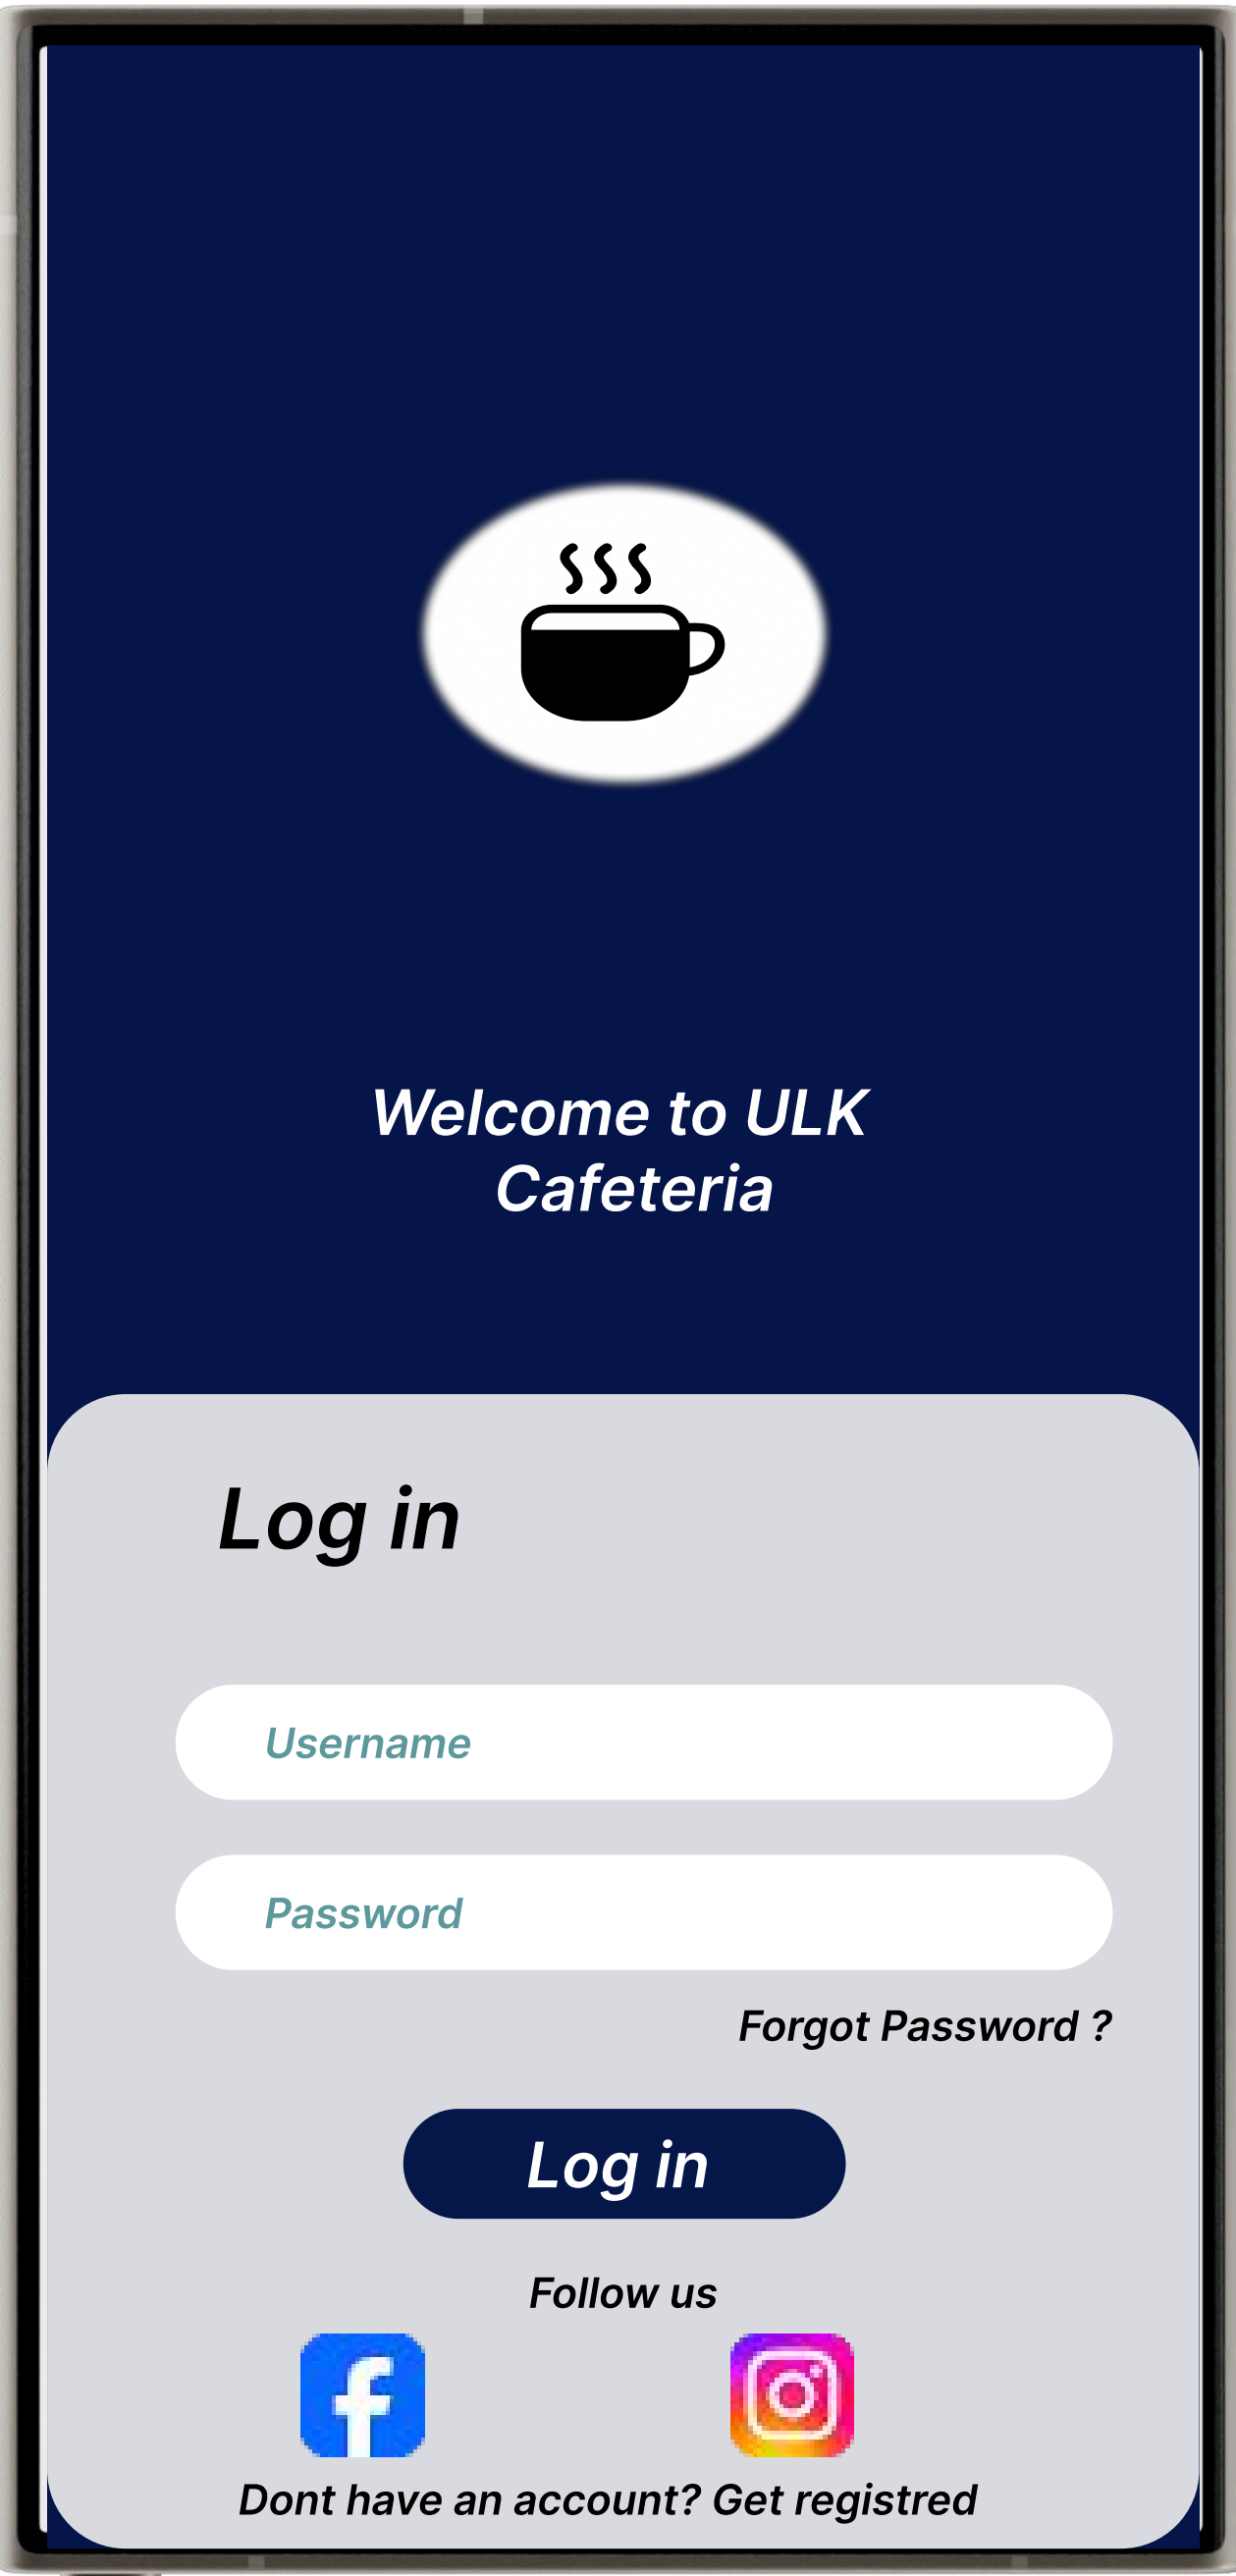 Welcome to ULK
Cafeteria
Log in
Username
Password
Forgot Password ?
Log in
Follow us
Dont have an account? Get registred